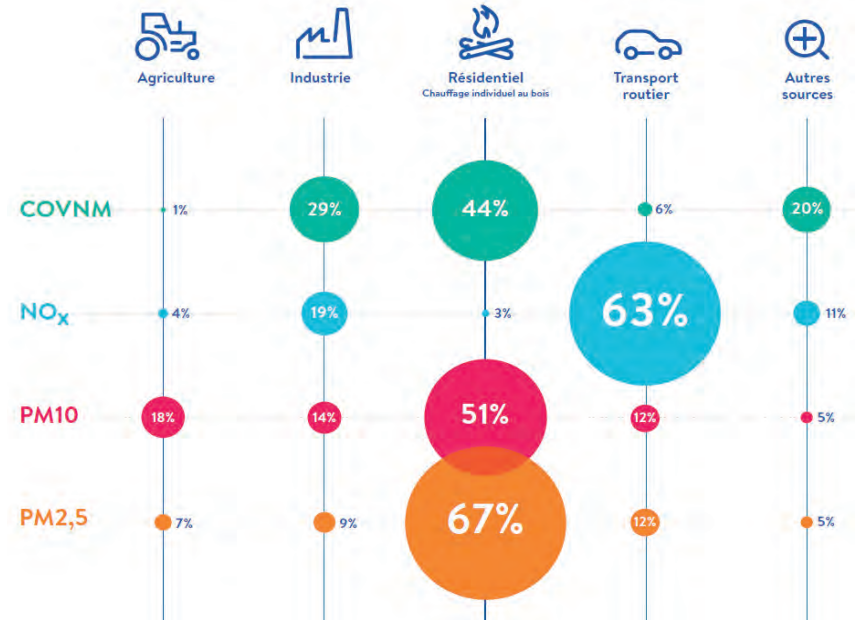 Agriculture
Industrie
Résidentiel
Chauffage individuel au bois
Transport
routier
Autres
sources
COVNM
1%
29%
44%
6%
20%
NOx
4%
19%
3%
63%
11%
PM10
18%
14%
51%
12%
5%
PM2,5
7%
9%
67%
12%
5%